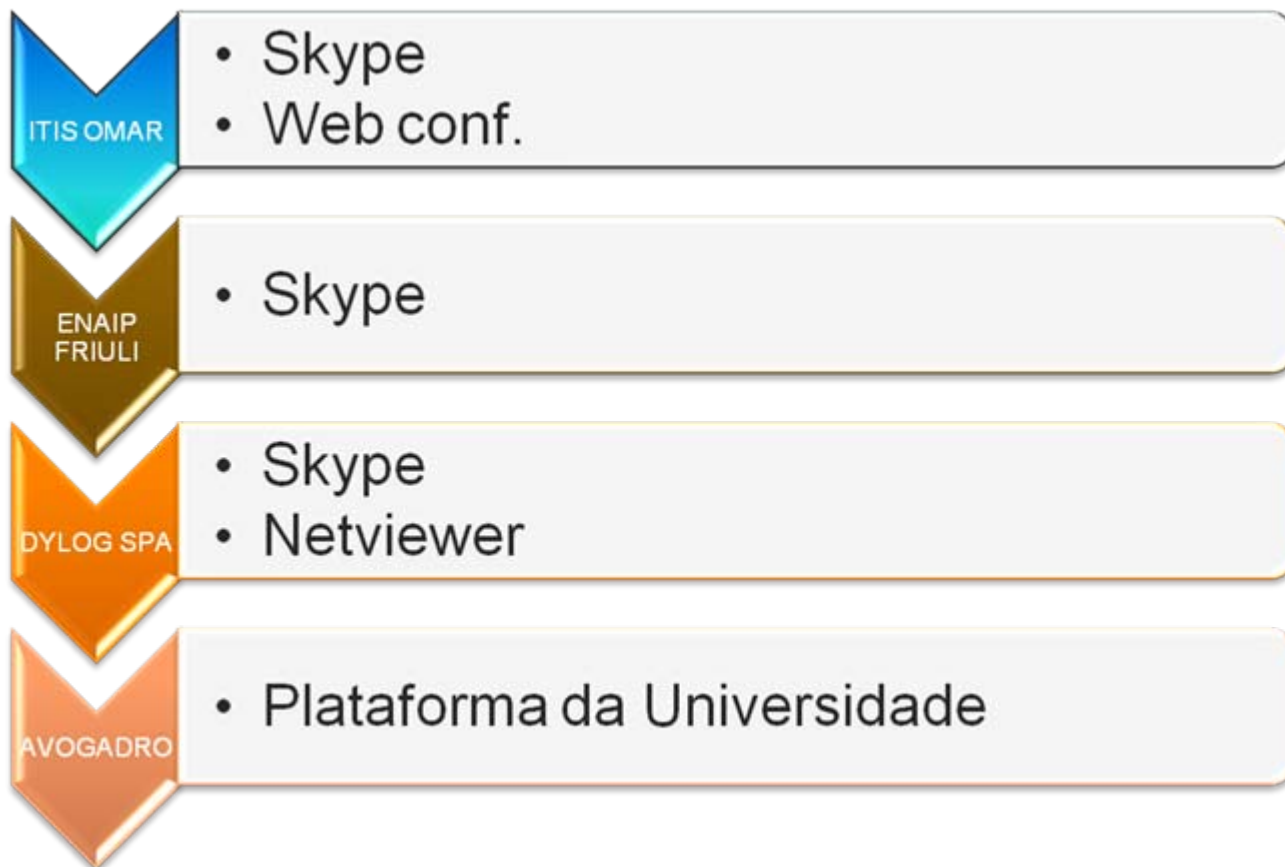 ITIS OMAR
• Skype
• Web conf.
ENAIP
FRIULI
• Skype
DYLOG SPA
• Skype
• Netviewer
AVOGADRO
• Plataforma da Universidade